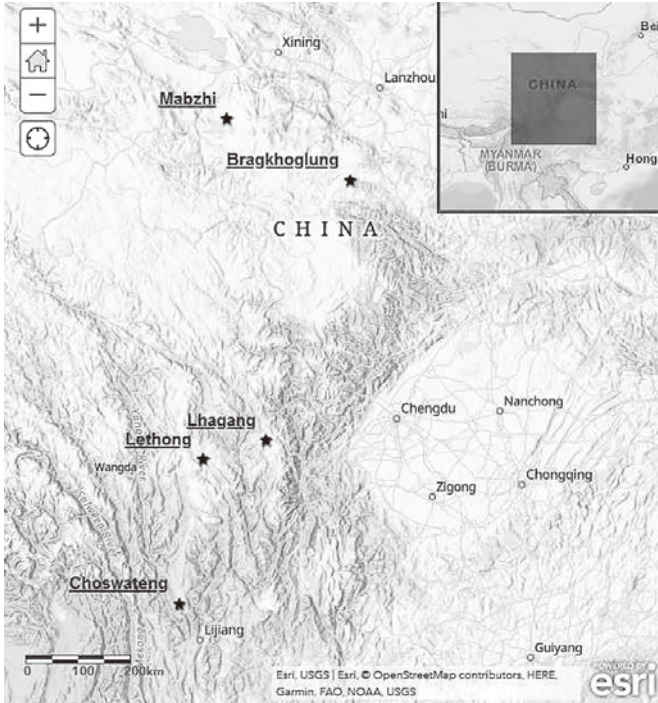 +
−
Xining
Lanzhou
Mabzhi
Bragkhoglung
CHINA
Bei
CHINA
MYANMAR
(BURMA)
Hong
Chengdu
Nanchong
Lhagang
Lethong
Wangda
Zigong
Chongqing
Choswateng
Lijiang
Guiyang
0 100 200km
Esri, USGS | Esri, © OpenStreetMap contributors, HERE,
Garmin, FAO, NOAA, USGS
POWERED BY
esri